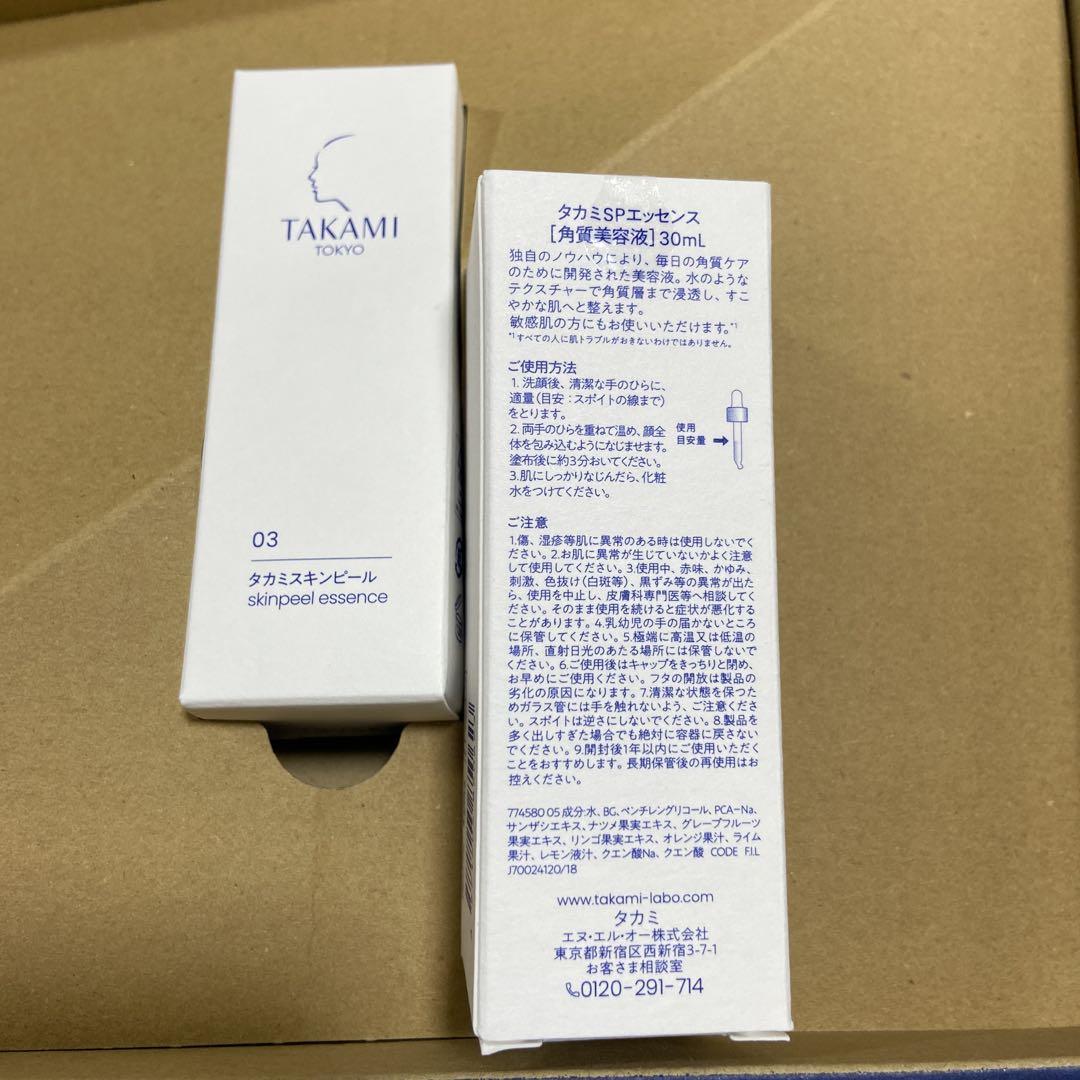 TAKAMI
TOKYO
03
タカミスキンピール
skinpeel essence
タカミSPエッセンス
[角質美容液]30mL
独自のノウハウにより、毎日の角質ケア
のために開発された美容液。水のような
テクスチャーで角質層まで浸透し、すこ
やかな肌へと整えます。
敏感肌の方にもお使いいただけます。*1
*1すべての人に肌トラブルがおきないわけではありません。
ご使用方法
1. 洗顔後、清潔な手のひらに、
適量(目安:スポイトの線まで)
をとります。
2. 両手のひらを重ねて温め、顔全
体を包み込むようになじませます。
塗布後に約3分おいてください。
3.肌にしっかりなじんだら、化粧
水をつけてください。
使用
目安量
ご注意
1.傷、湿疹等肌に異常のある時は使用しないでく
ださい。2.お肌に異常が生じていないかよく注意
して使用してください。3.使用中、赤味、かゆみ、
刺激、色抜け(白斑等)、黒ずみ等の異常が出た
ら、使用を中止し、皮膚科専門医等へ相談してく
ださい。そのまま使用を続けると症状が悪化する
ことがあります。4.乳幼児の手の届かないところ
に保管してください。5.極端に高温又は低温の
場所、直射日光のあたる場所には保管しないで
ください。6.ご使用後はキャップをきっちりと閉め、
お早めにご使用ください。フタの開放は製品の
劣化の原因になります。7.清潔な状態を保つた
めガラス管には手を触れないよう、ご注意くださ
い。スポイトは逆さにしないでください。8.製品を
多く出しすぎた場合でも絶対に容器に戻さない
でください。9.開封後1年以内にご使用いただく
ことをおすすめします。長期保管後の再使用はお
控えください。
774580 05 成分:水、BG、ペンチレングリコール、PCA-Na、
サンザシエキス、ナツメ果実エキス、グレープフルーツ
果実エキス、リンゴ果実エキス、オレンジ果汁、ライム
果汁、レモン液汁、クエン酸Na、クエン酸 CODE F.I.L
J70024120/18
www.takami-labo.com
タカミ
エヌ・エル・オー株式会社
東京都新宿区西新宿3-7-1
お客さま相談室
0120-291-714